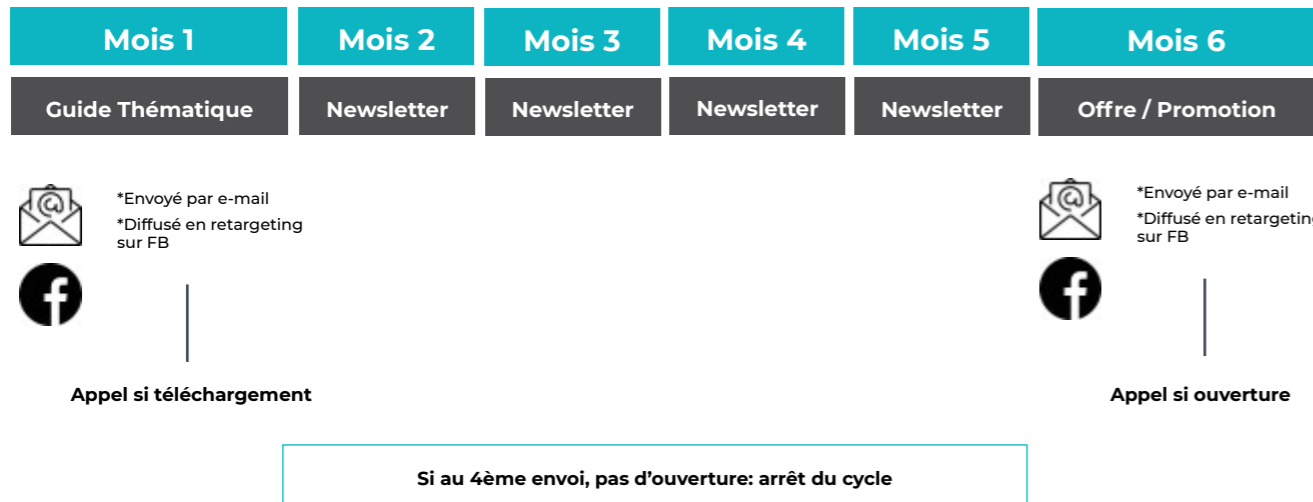 Mois 1
Mois 2
Mois 3
Mois 4
Mois 5
Mois 6
Guide Thématique
Newsletter
Newsletter
Newsletter
Newsletter
Offre / Promotion
*Envoyé par e-mail
*Diffusé en retargeting
sur FB
*Envoyé par e-mail
*Diffusé en retargeting
sur FB
Appel si téléchargement
Appel si ouverture
Si au 4ème envoi, pas d’ouverture: arrêt du cycle